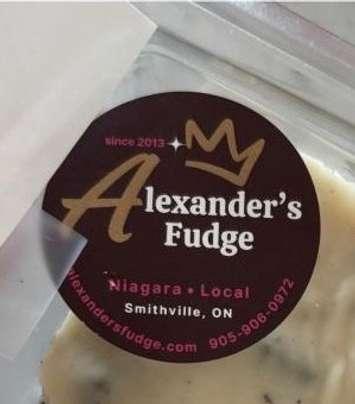 since 2013
Alexander's
Fudge
Niagara • Local
Smithville, ON
alexandersfudge.com 905-906-0972